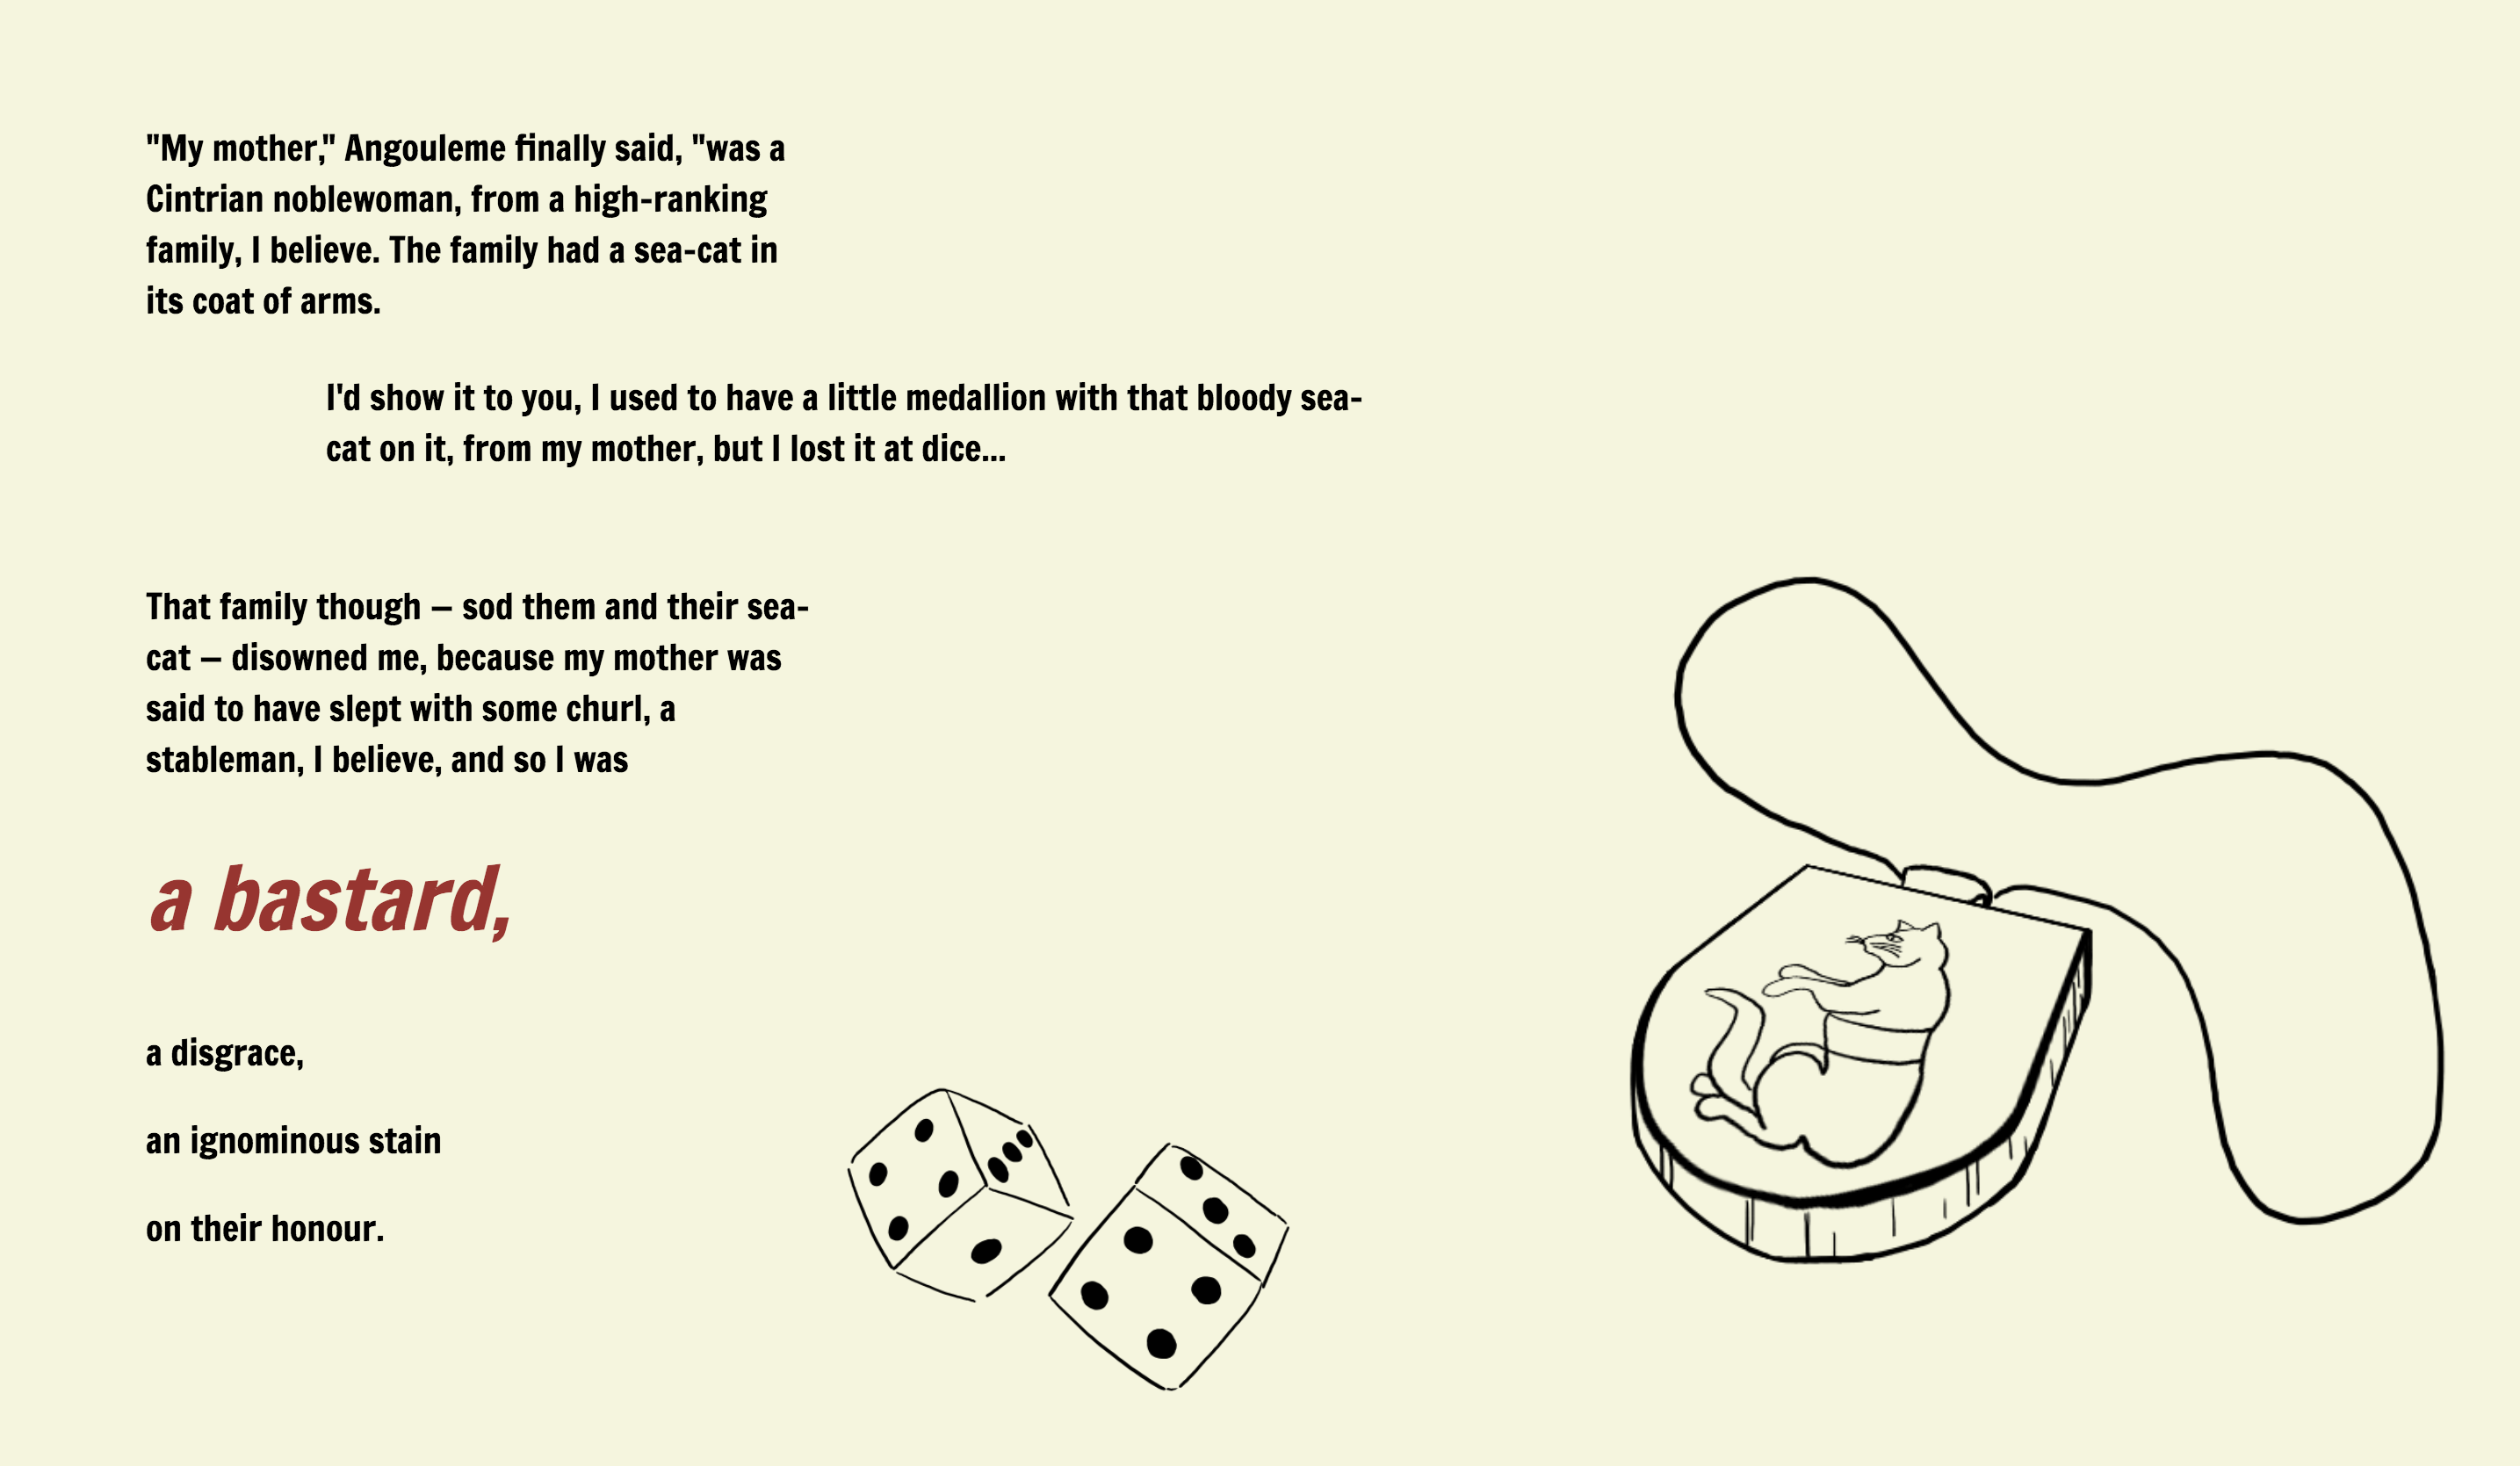 "My mother," Angouleme finally said, "was a
Cintrian noblewoman, from a high-ranking
family, I believe. The family had a sea-cat in
its coat of arms.
I'd show it to you, I used to have a little medallion with that bloody sea-
cat on it, from my mother, but I lost it at dice...
That family though — sod them and their sea-
cat — disowned me, because my mother was
said to have slept with some churl, a
stableman, I believe, and so I was
a bastard,
a disgrace,
an ignominous stain
on their honour.